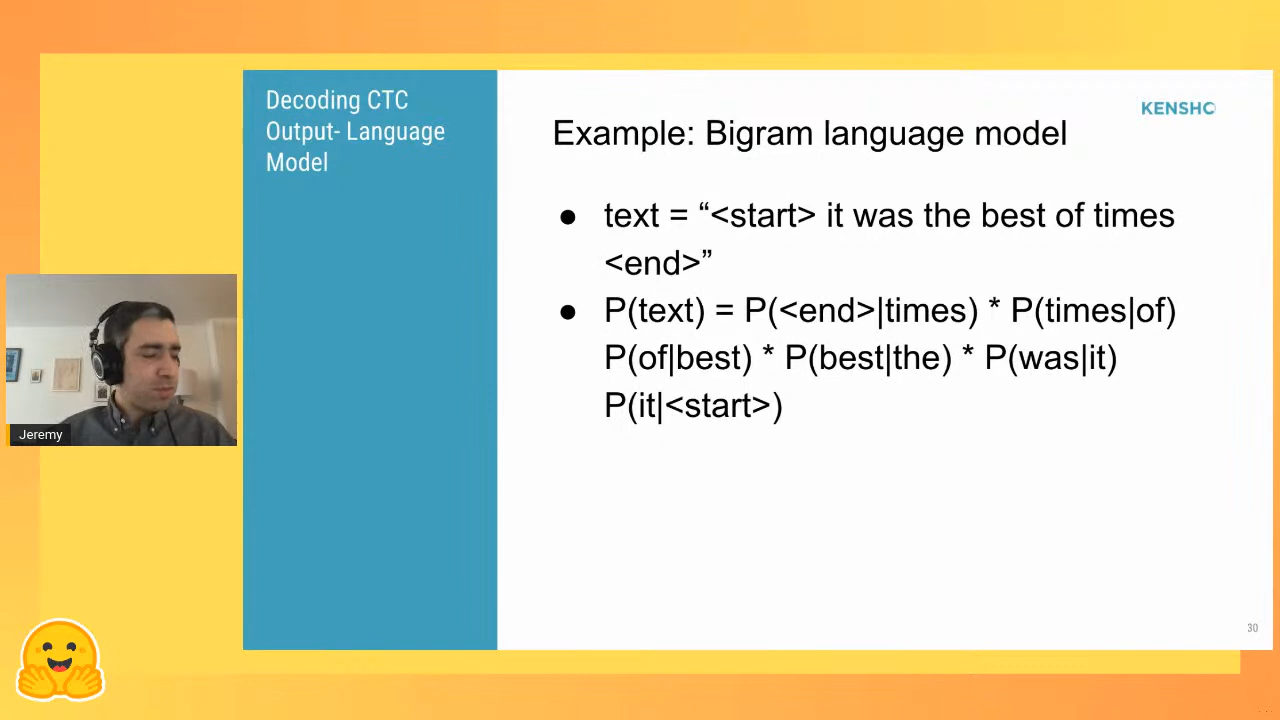 Decoding CTC
Output- Language
Model
KENSHO
Example: Bigram language model
● text = “<start> it was the best of times
<end>”
● P(text) = P(<end>|times) * P(times|of)
P(of|best) * P(best|the) * P(was|it)
P(it|<start>)
Jeremy
30